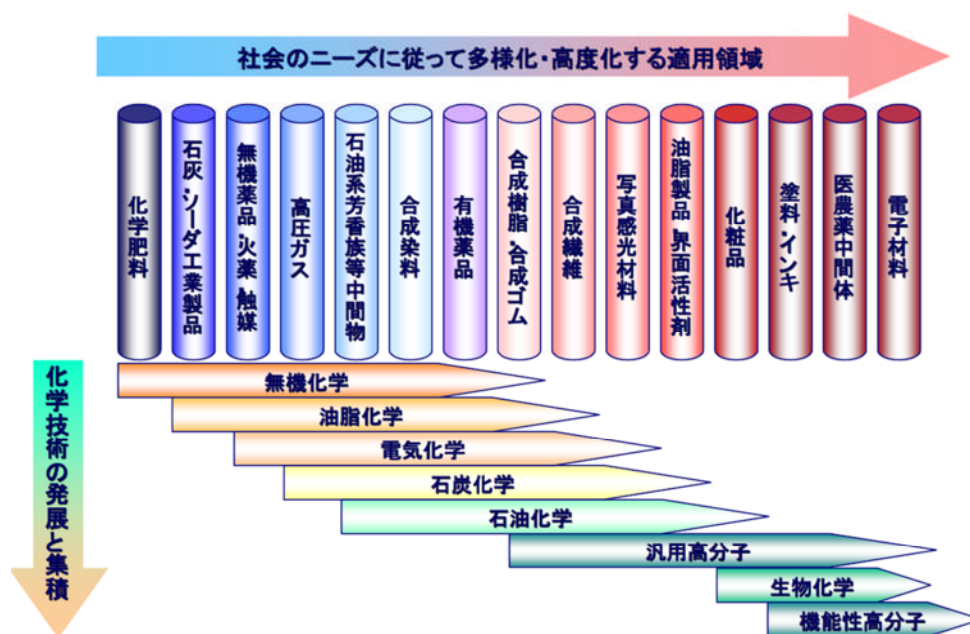 社会のニーズに従って多様化・高度化する適用領域
化学肥料
石灰・ソーダ工業製品
無機薬品・火薬・触媒
高圧ガス
石油系芳香族等中間物
合成染料
有機薬品
合成樹脂・合成ゴム
合成繊維
写真感光材料
油脂製品・界面活性剤
化粧品
塗料・インキ
医農薬中間体
電子材料
化学技術の発展と集積
無機化学
油脂化学
電気化学
石炭化学
石油化学
汎用高分子
生物化学
機能性高分子